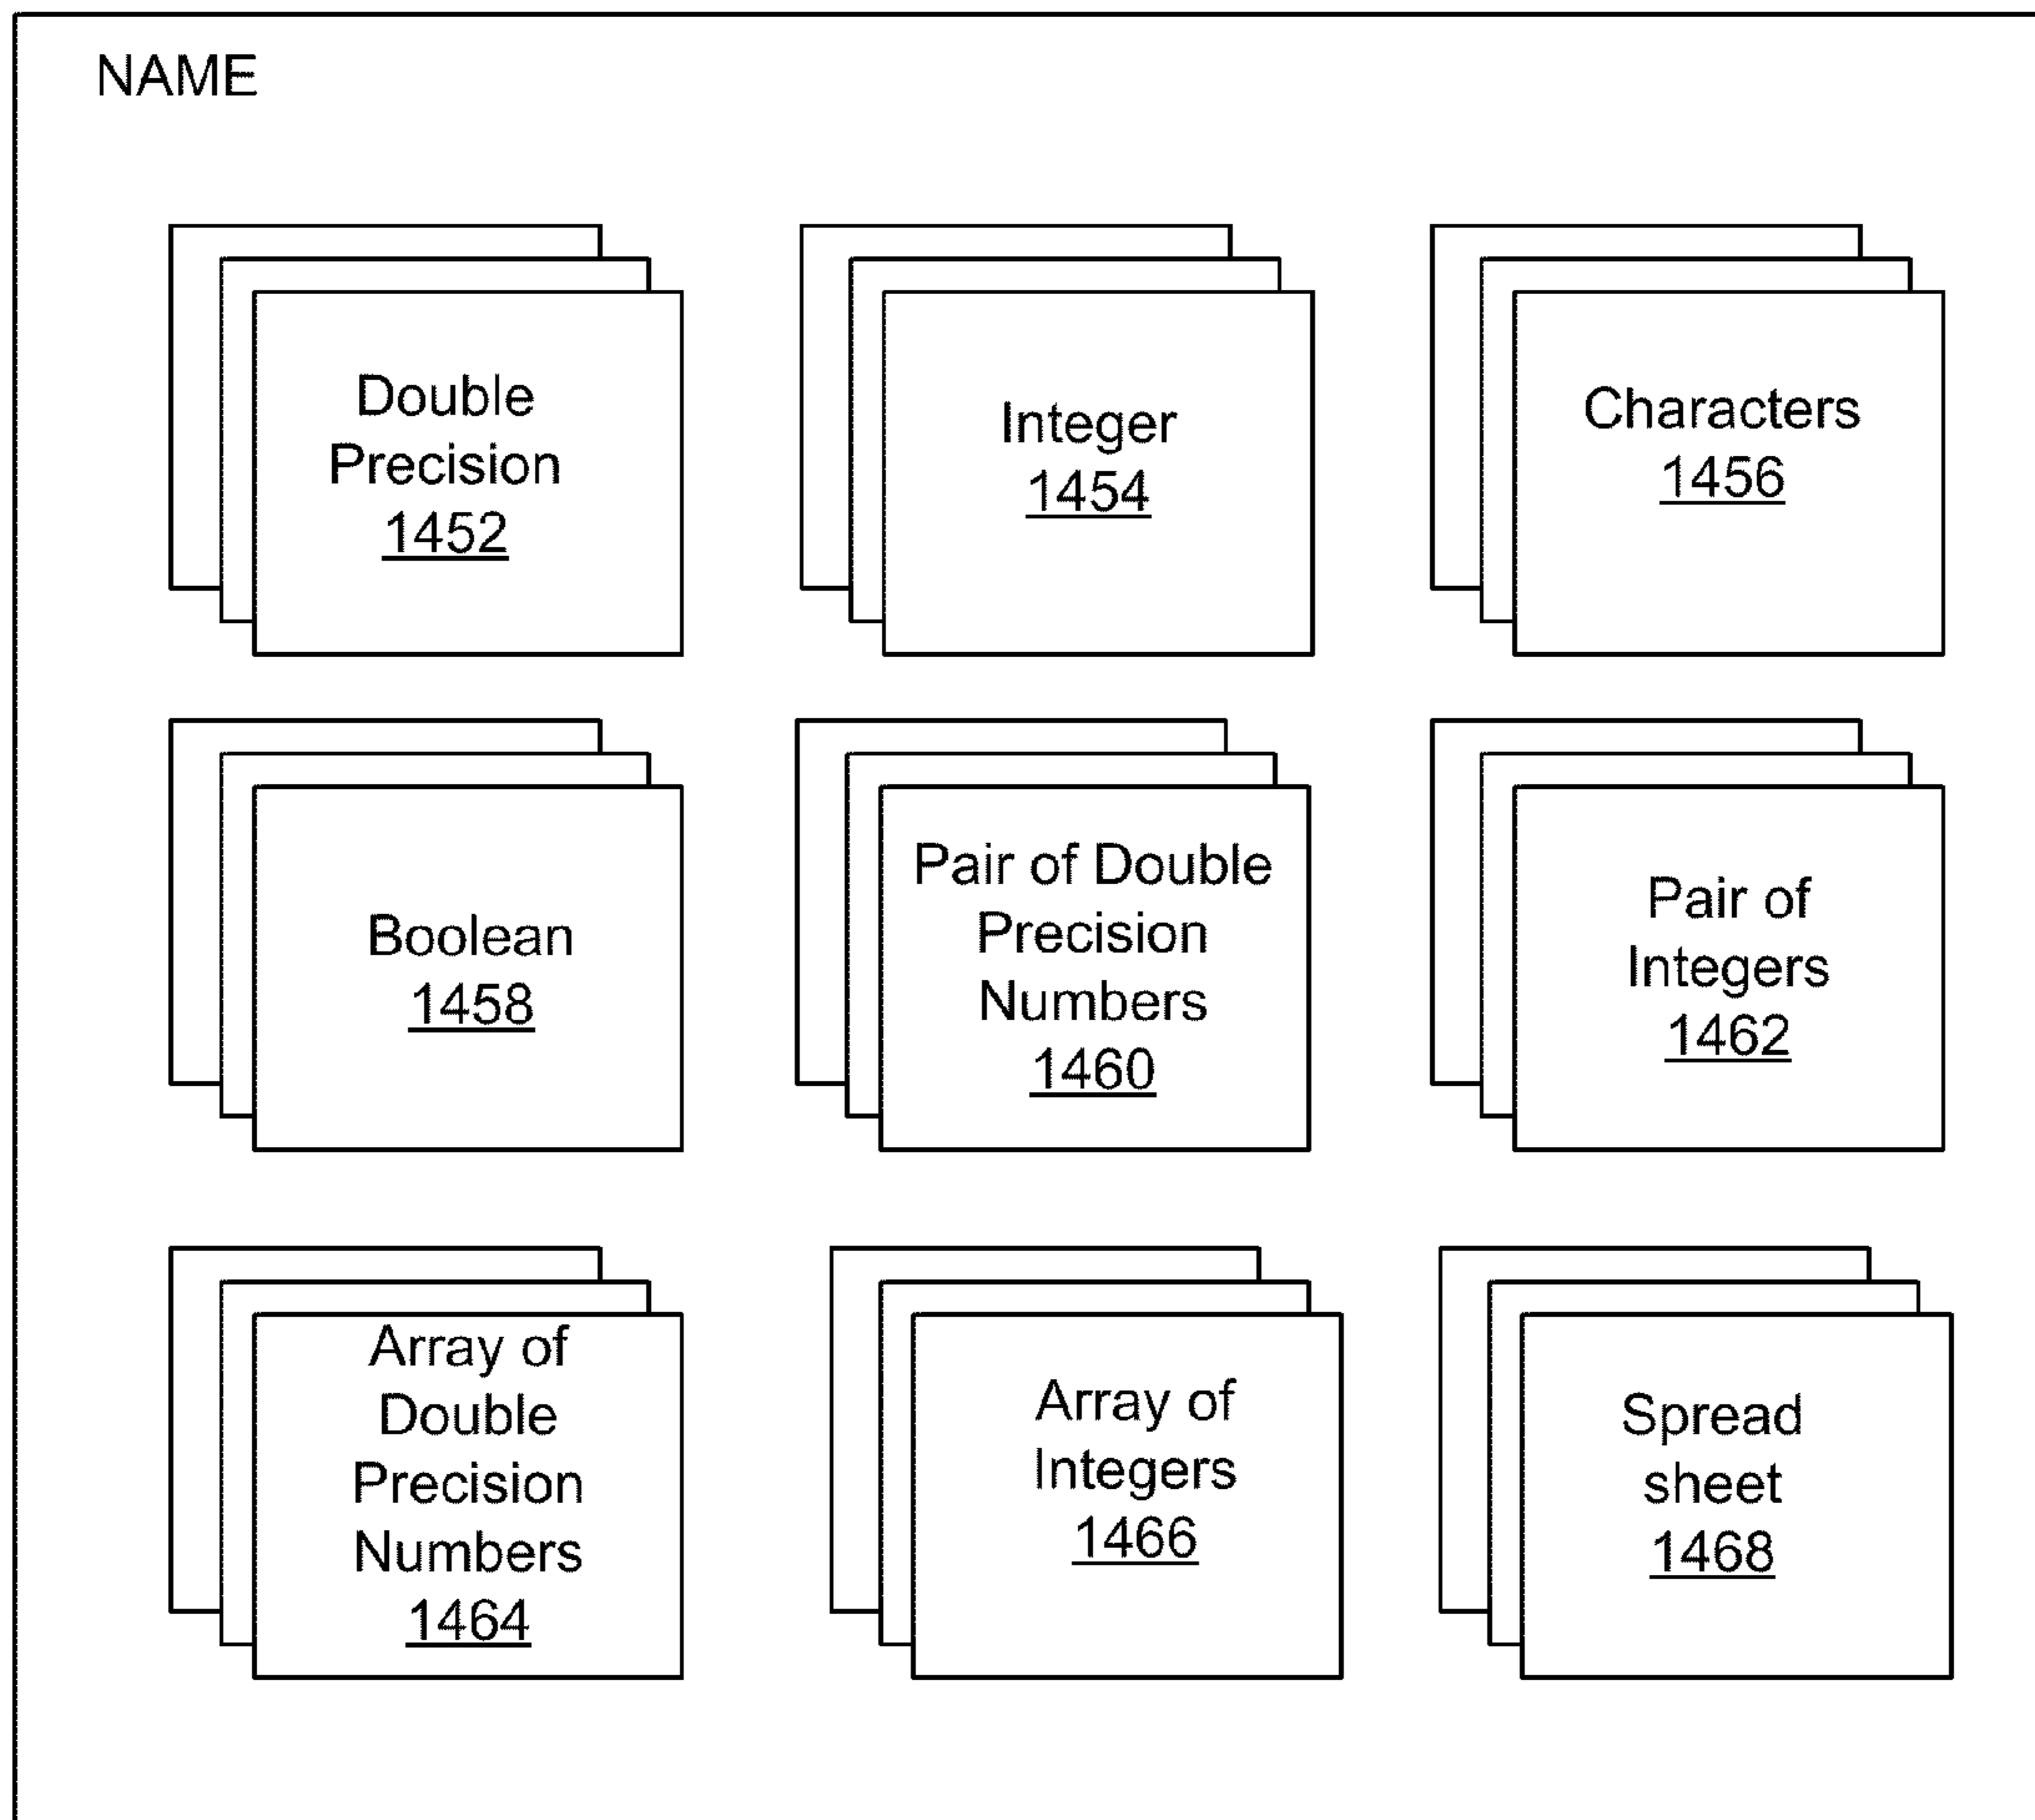 NAME
Double
Precision
1452
Integer
1454
Characters
1456
Boolean
1458
Pair of Double
Precision
Numbers
1460
Pair of
Integers
1462
Array of
Double
Precision
Numbers
1464
Array of
Integers
1466
Spread
sheet
1468